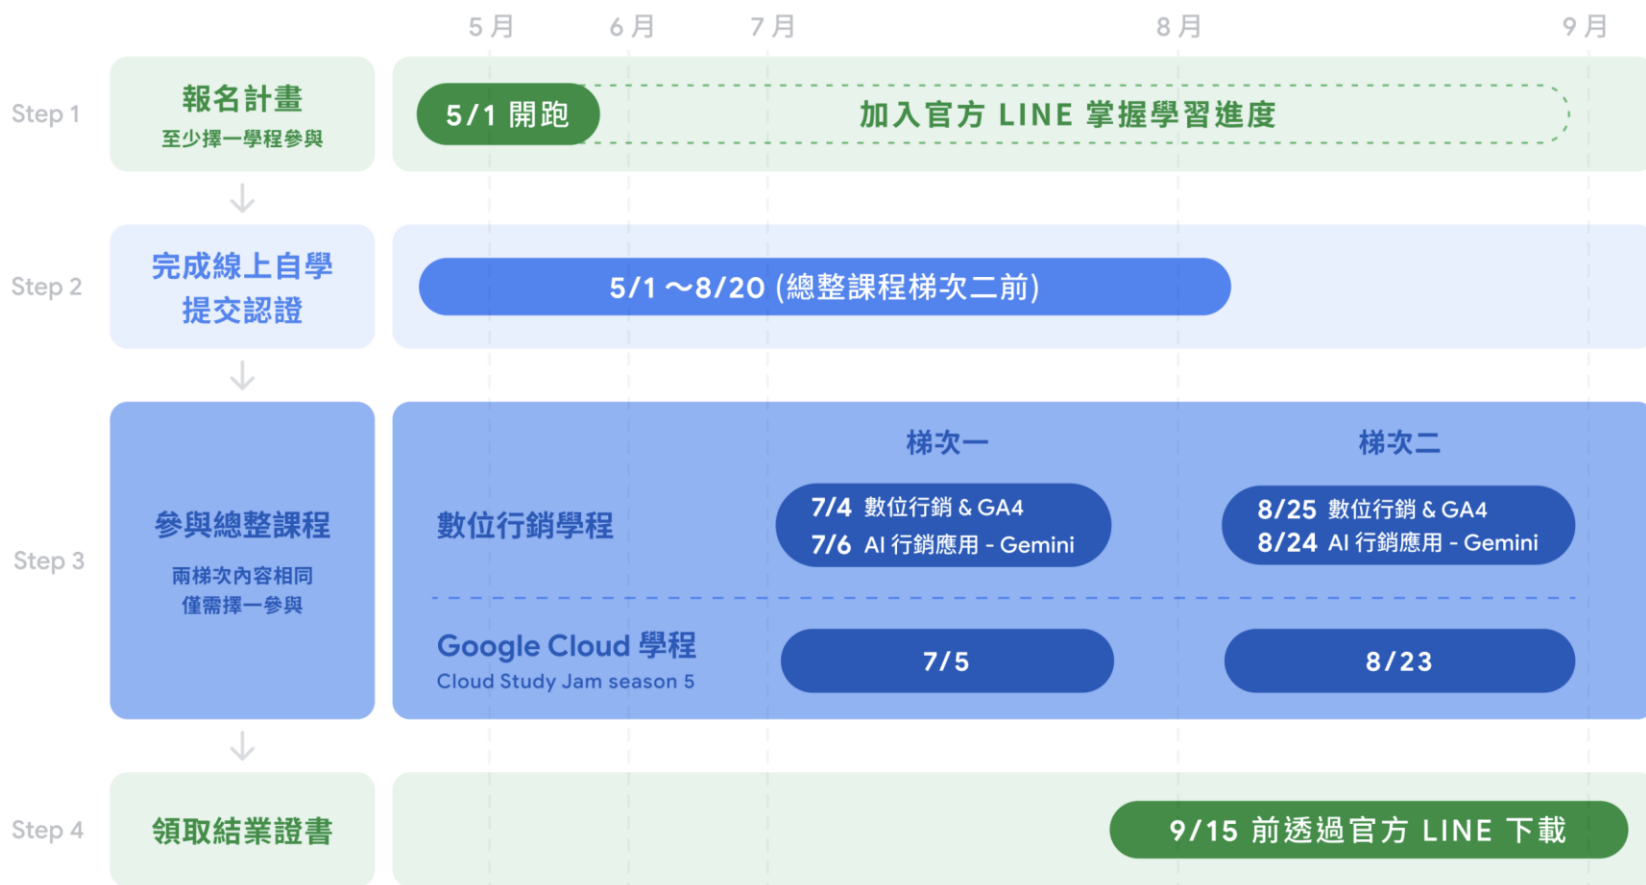 5 月
6 月
7 月
8 月
9 月
Step 1
報名計畫
至少擇一學程參與
5/1 開跑
加入官方 LINE 掌握學習進度
Step 2
完成線上自學
提交認證
5/1 ～8/20 (總整課程梯次二前)
Step 3
參與總整課程
兩梯次內容相同
僅需擇一參與
梯次一
梯次二
數位行銷學程
7/4 數位行銷 & GA4
7/6 AI 行銷應用 - Gemini
8/25 數位行銷 & GA4
8/24 AI 行銷應用 - Gemini
Google Cloud 學程
Cloud Study Jam season 5
7/5
8/23
Step 4
領取結業證書
9/15 前透過官方 LINE 下載